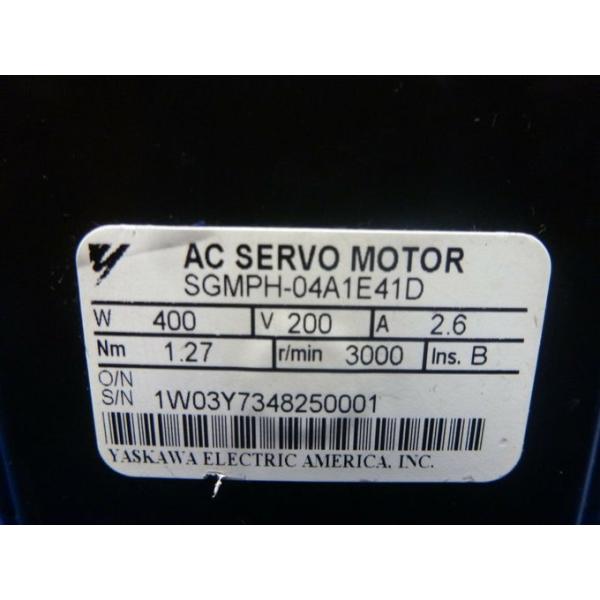 AC SERVO MOTOR
SGMPH-04A1E41D
W 400 V 200 A 2.6
Nm 1.27 r/min 3000 Ins. B
O/N
S/N 1W03Y7348250001
YASKAWA ELECTRIC AMERICA, INC.